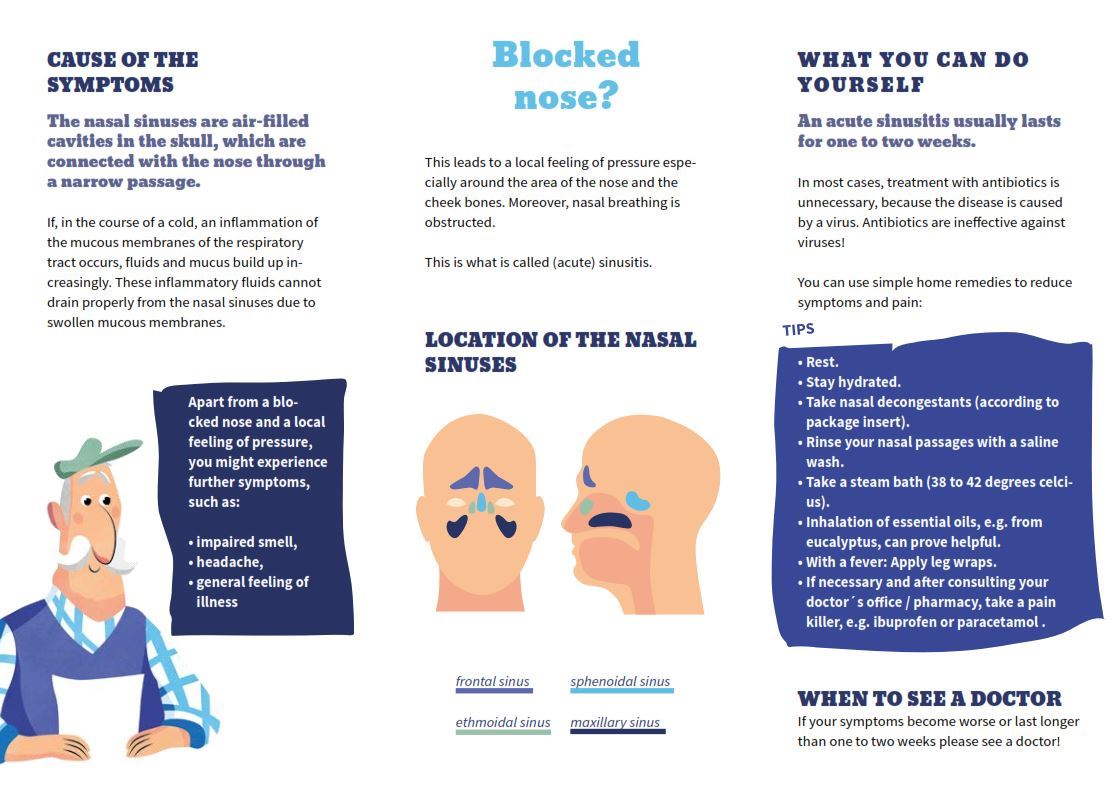 CAUSE OF THE
SYMPTOMS
The nasal sinuses are air-filled
cavities in the skull, which are
connected with the nose through
a narrow passage.
If, in the course of a cold, an inflammation of
the mucous membranes of the respiratory
tract occurs, fluids and mucus build up in-
creasingly. These inflammatory fluids cannot
drain properly from the nasal sinuses due to
swollen mucous membranes.
Apart from a blo-
cked nose and a local
feeling of pressure,
you might experience
further symptoms,
such as:
• impaired smell,
• headache,
• general feeling of
illness
Blocked
nose?
This leads to a local feeling of pressure espe-
cially around the area of the nose and the
cheek bones. Moreover, nasal breathing is
obstructed.
This is what is called (acute) sinusitis.
LOCATION OF THE NASAL
SINUSES
frontal sinus
sphenoidal sinus
ethmoidal sinus
maxillary sinus
WHAT YOU CAN DO
YOURSELF
An acute sinusitis usually lasts
for one to two weeks.
In most cases, treatment with antibiotics is
unnecessary, because the disease is caused
by a virus. Antibiotics are ineffective against
viruses!
You can use simple home remedies to reduce
symptoms and pain:
TIPS
• Rest.
• Stay hydrated.
• Take nasal decongestants (according to
package insert).
• Rinse your nasal passages with a saline
wash.
• Take a steam bath (38 to 42 degrees celci-
us).
• Inhalation of essential oils, e.g. from
eucalyptus, can prove helpful.
• With a fever: Apply leg wraps.
• If necessary and after consulting your
doctor´s office / pharmacy, take a pain
killer, e.g. ibuprofen or paracetamol .
WHEN TO SEE A DOCTOR
If your symptoms become worse or last longer
than one to two weeks please see a doctor!